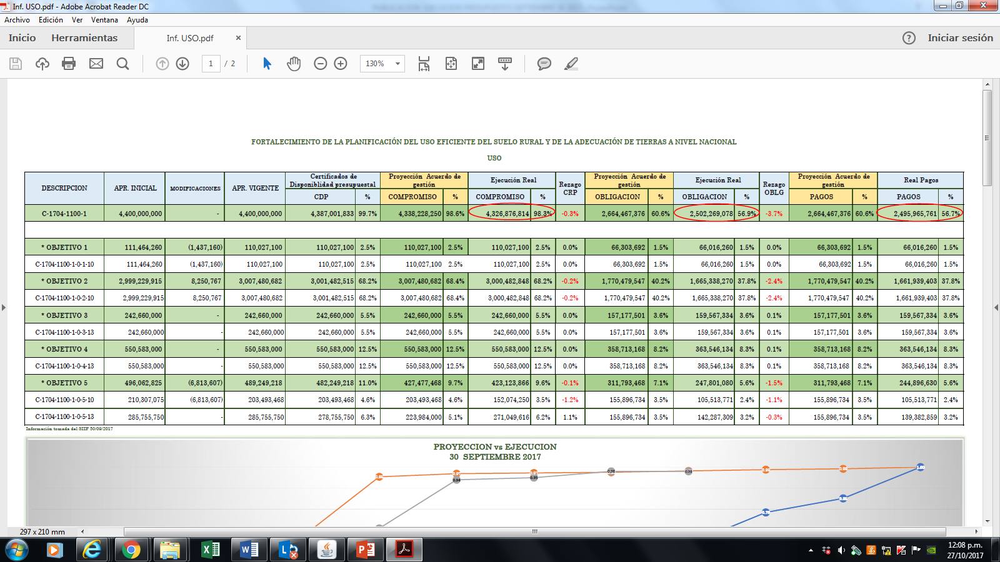 Inf. USO.pdf - Adobe Acrobat Reader DC
Archivo Edición Ver Ventana Ayuda
Inicio Herramientas Inf. USO.pdf × ? Iniciar sesión
1 / 2 130%
FORTALECIMIENTO DE LA PLANIFICACIÓN DEL USO EFICIENTE DEL SUELO RURAL Y DE LA ADECUACIÓN DE TIERRAS A NIVEL NACIONAL
USO
DESCRIPCION APR. INICIAL MODIFICACIONES APR. VIGENTE Certificados de Disponiblidad presupuestal Proyección Acuerdo de gestión Ejecución Real Rezago CRP Proyección Acuerdo de gestión Ejecución Real Rezago OBLG Proyección Acuerdo de gestión Real Pagos
CDP % COMPROMISO % COMPROMISO % OBLIGACION % OBLIGACION % PAGOS % PAGOS %
C-1704-1100-1 4,400,000,000 - 4,400,000,000 4,387,001,833 99.7% 4,338,228,250 98.6% 4,326,876,814 98.3% -0.3% 2,664,467,376 60.6% 2,502,269,078 56.9% -3.7% 2,664,467,376 60.6% 2,495,965,761 56.7%
* OBJETIVO 1 111,464,260 (1,437,160) 110,027,100 110,027,100 2.5% 110,027,100 2.5% 110,027,100 2.5% 0.0% 66,303,692 1.5% 66,016,260 1.5% 0.0% 66,303,692 1.5% 66,016,260 1.5%
C-1704-1100-1-0-1-10 111,464,260 (1,437,160) 110,027,100 110,027,100 2.5% 110,027,100 2.5% 110,027,100 2.5% 0.0% 66,303,692 1.5% 66,016,260 1.5% 0.0% 66,303,692 1.5% 66,016,260 1.5%
* OBJETIVO 2 2,999,229,915 8,250,767 3,007,480,682 3,001,482,515 68.2% 3,007,480,682 68.4% 3,000,482,848 68.2% -0.2% 1,770,479,547 40.2% 1,665,338,270 37.8% -2.4% 1,770,479,547 40.2% 1,661,939,403 37.8%
C-1704-1100-1-0-2-10 2,999,229,915 8,250,767 3,007,480,682 3,001,482,515 68.2% 3,007,480,682 68.4% 3,000,482,848 68.2% -0.2% 1,770,479,547 40.2% 1,665,338,270 37.8% -2.4% 1,770,479,547 40.2% 1,661,939,403 37.8%
* OBJETIVO 3 242,660,000 - 242,660,000 242,660,000 5.5% 242,660,000 5.5% 242,660,000 5.5% 0.0% 157,177,501 3.6% 159,567,334 3.6% 0.1% 157,177,501 3.6% 159,567,334 3.6%
C-1704-1100-1-0-3-13 242,660,000 - 242,660,000 242,660,000 5.5% 242,660,000 5.5% 242,660,000 5.5% 0.0% 157,177,501 3.6% 159,567,334 3.6% 0.1% 157,177,501 3.6% 159,567,334 3.6%
* OBJETIVO 4 550,583,000 - 550,583,000 550,583,000 12.5% 550,583,000 12.5% 550,583,000 12.5% 0.0% 358,713,168 8.2% 363,546,134 8.3% 0.1% 358,713,168 8.2% 363,546,134 8.3%
C-1704-1100-1-0-4-13 550,583,000 - 550,583,000 550,583,000 12.5% 550,583,000 12.5% 550,583,000 12.5% 0.0% 358,713,168 8.2% 363,546,134 8.3% 0.1% 358,713,168 8.2% 363,546,134 8.3%
* OBJETIVO 5 496,062,825 (6,813,607) 489,249,218 482,249,218 11.0% 427,477,468 9.7% 423,123,866 9.6% -0.1% 311,793,468 7.1% 247,801,080 5.6% -1.5% 311,793,468 7.1% 244,896,630 5.6%
C-1704-1100-1-0-5-10 210,307,075 (6,813,607) 203,493,468 203,493,468 4.6% 203,493,468 4.6% 152,074,250 3.5% -1.2% 155,896,734 3.5% 105,513,771 2.4% -1.1% 155,896,734 3.5% 105,513,771 2.4%
C-1704-1100-1-0-5-13 285,755,750 - 285,755,750 278,755,750 6.3% 223,984,000 5.1% 271,049,616 6.2% 1.1% 155,896,734 3.5% 142,287,309 3.2% -0.3% 155,896,734 3.5% 139,382,859 3.2%
Información tomada del SIIF 30/09/2017
PROYECCION vs EJECUCION
30 SEPTIEMBRE 2017
0.94 0.95 0.98 0.98 1.00
297 x 210 mm
12:08 p.m.
27/10/2017